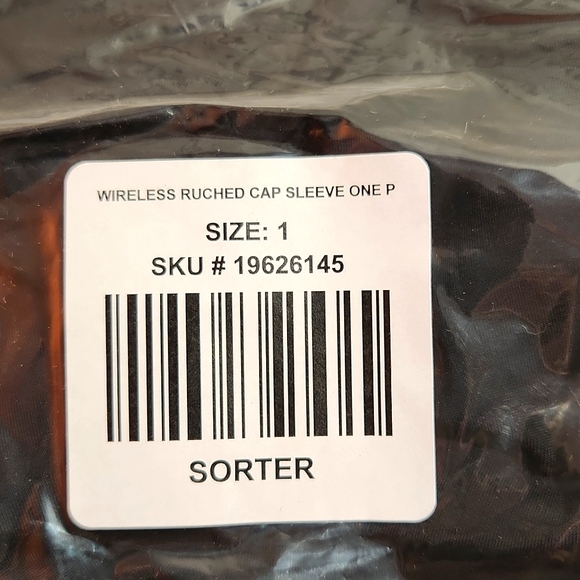 WIRELESS RUCHED CAP SLEEVE ONE P
SIZE: 1
SKU # 19626145
SORTER